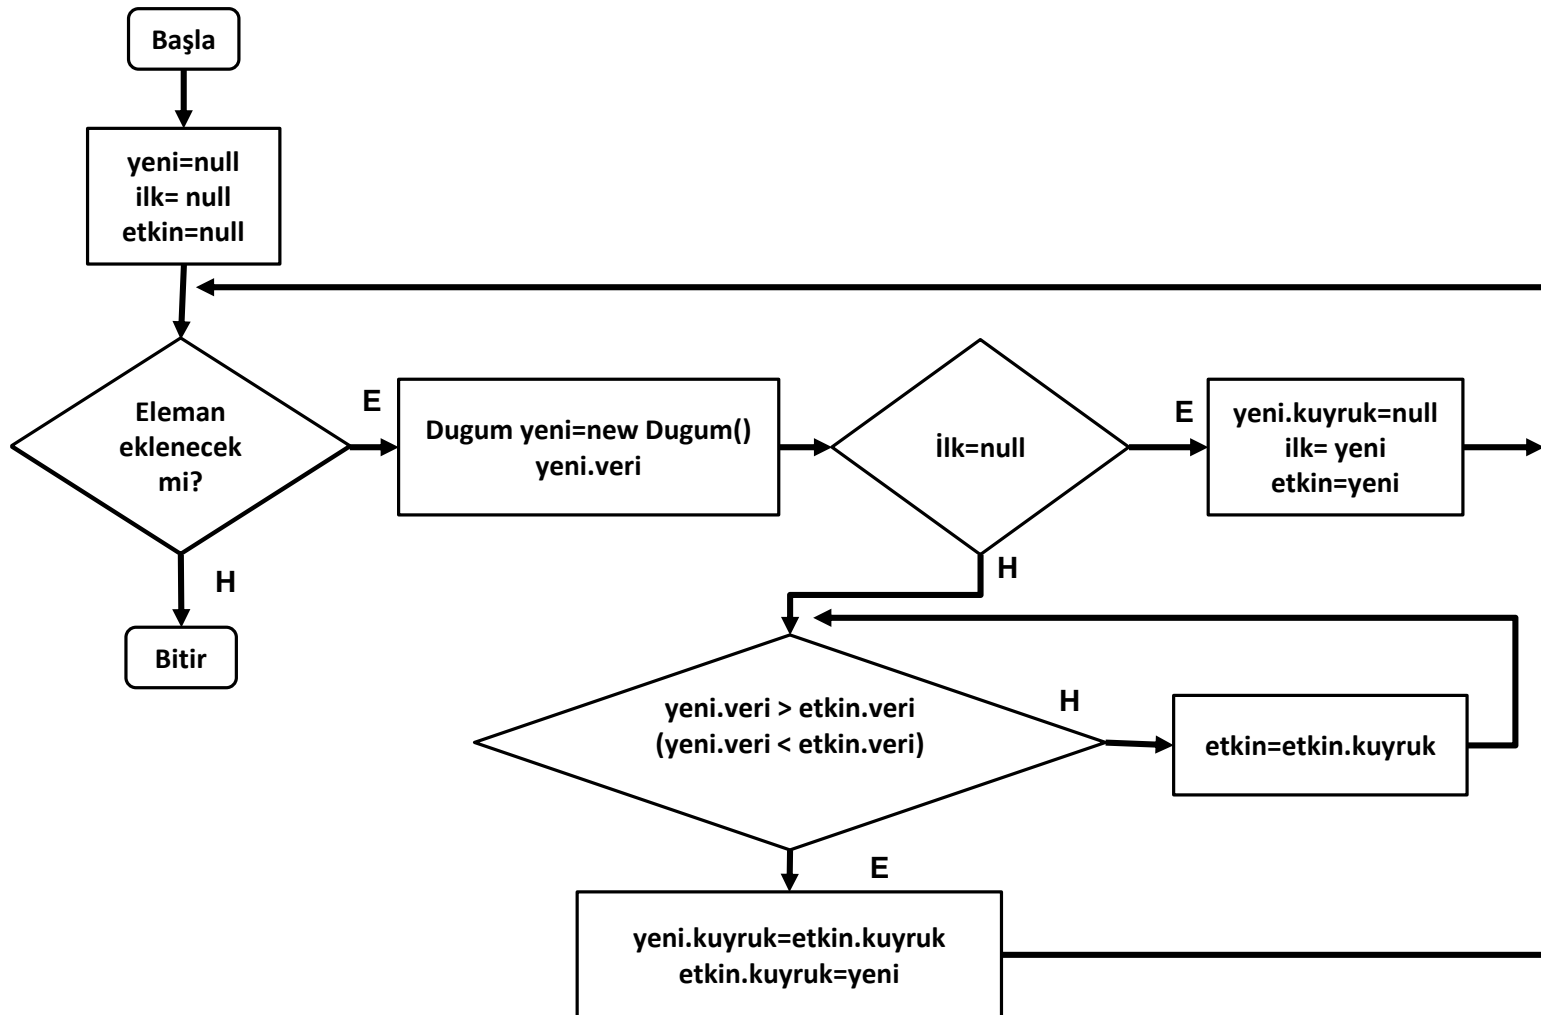 Başla
yeni=null
ilk= null
etkin=null
Eleman
eklenecek
mi?
E
Dugum yeni=new Dugum()
yeni.veri
İlk=null
E
yeni.kuyruk=null
ilk= yeni
etkin=yeni
H
H
Bitir
yeni.veri > etkin.veri
(yeni.veri < etkin.veri)
H
etkin=etkin.kuyruk
E
yeni.kuyruk=etkin.kuyruk
etkin.kuyruk=yeni